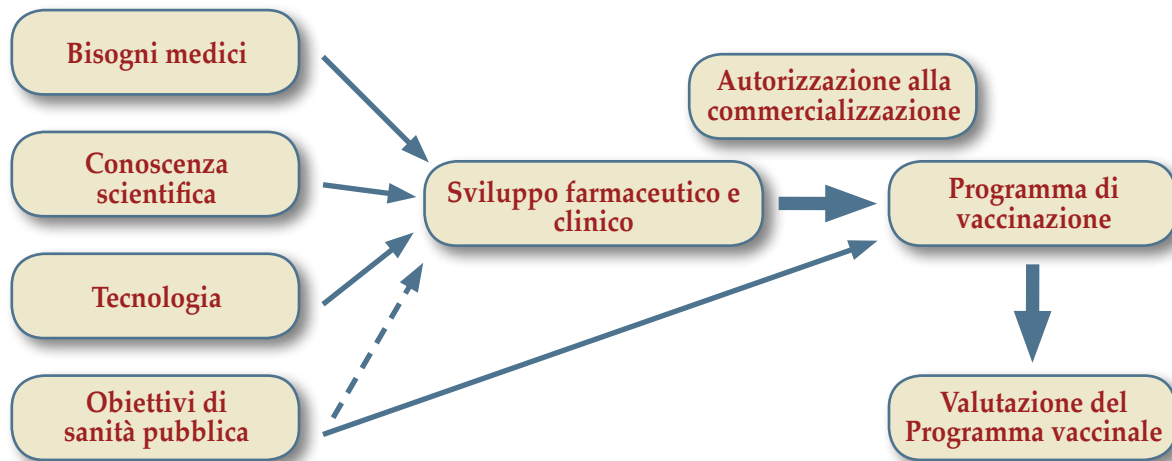 Bisogni medici
Conoscenza
scientifica
Tecnologia
Obiettivi di
sanità pubblica
Sviluppo farmaceutico e
clinico
Autorizzazione alla
commercializzazione
Programma di
vaccinazione
Valutazione del
Programma vaccinale